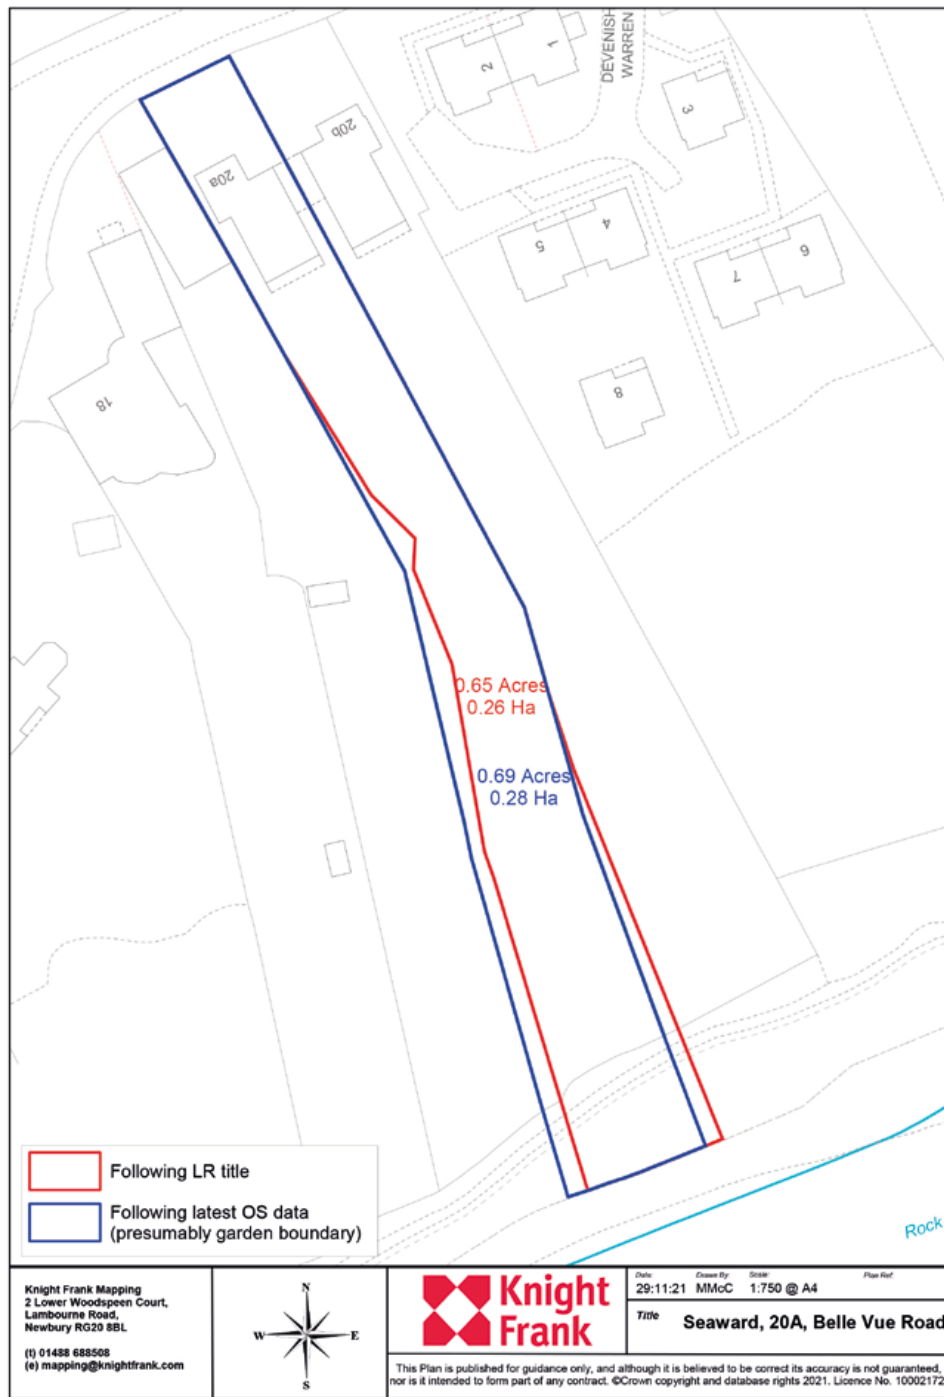 DEVENISH
WARREN
1
2
3
20b
20a
4
5
6
7
8
18
0.65 Acres
0.26 Ha
0.69 Acres
0.28 Ha
Following LR title
Following latest OS data
(presumably garden boundary)
Rock
Knight Frank Mapping
2 Lower Woodspeen Court,
Lambourne Road,
Newbury RG20 8BL
(t) 01488 688508
(e) mapping@knightfrank.com
N
W E
S
Knight
Frank
Date: Drawn By: Scale: Plan Ref:
29:11:21 MMcC 1:750 @ A4
Title Seaward, 20A, Belle Vue Road
This Plan is published for guidance only, and although it is believed to be correct its accuracy is not guaranteed,
nor is it intended to form part of any contract. ©Crown copyright and database rights 2021. Licence No. 10002172